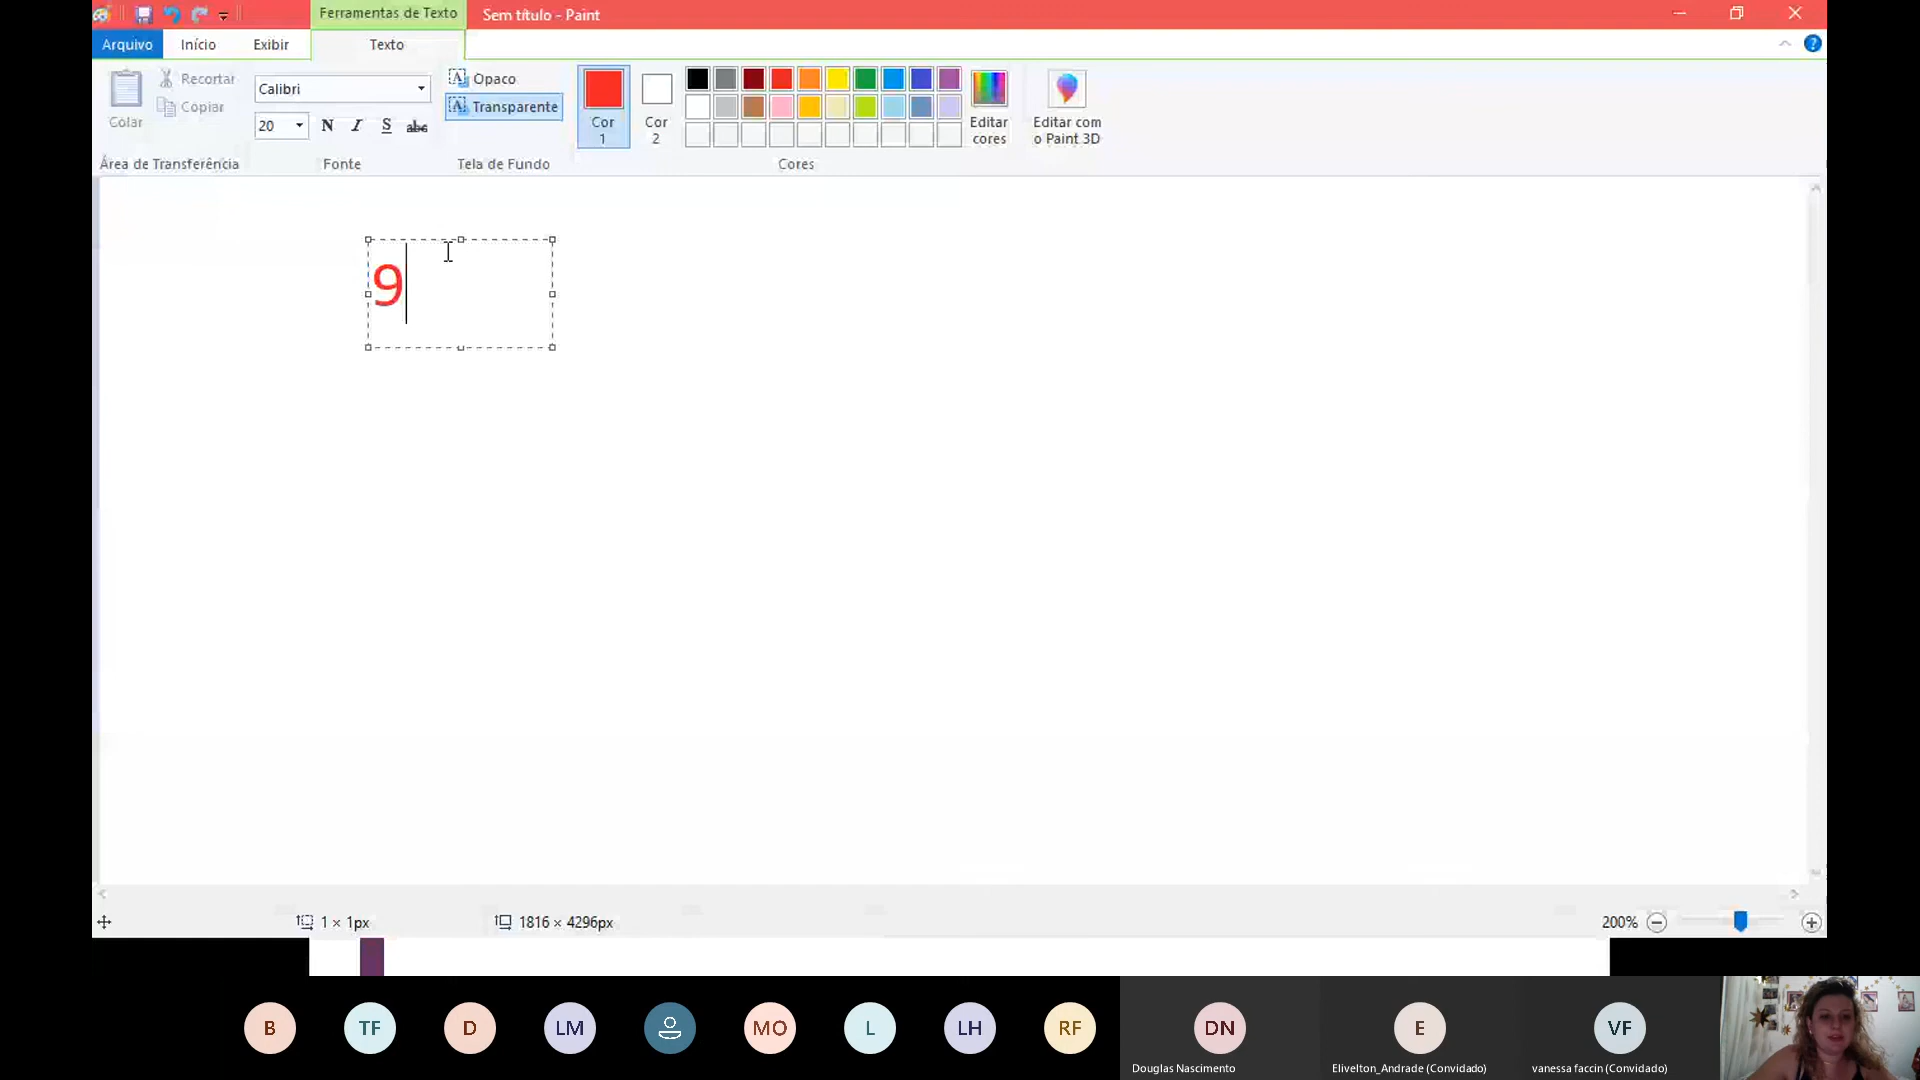 Ferramentas de Texto
Sem título - Paint
Arquivo
Início
Exibir
Texto
Colar
Recortar
Copiar
Área de Transferência
Calibri
20
N I S abc
Fonte
Opaco
Transparente
Tela de Fundo
Cor
1
Cor
2
Editar
cores
Cores
Editar com
o Paint 3D
9
1 × 1px
1816 × 4296px
200%
B
TF
D
LM
MO
L
LH
RF
DN
Douglas Nascimento
E
Elivelton_Andrade (Convidado)
VF
vanessa faccin (Convidado)